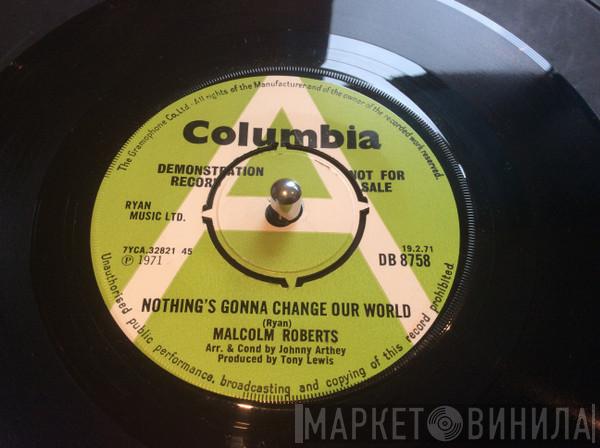 The Gramophone Co. Ltd. · All rights of the Manufacturer and of the owner of the recorded work reserved.
Columbia
DEMONSTRATION RECORD
NOT FOR SALE
RYAN
MUSIC LTD.
7YCA.32821 45
℗ 1971
19.2.71
DB 8758
NOTHING'S GONNA CHANGE OUR WORLD
(Ryan)
MALCOLM ROBERTS
Arr. & Cond by Johnny Arthey
Produced by Tony Lewis
Unauthorised public performance, broadcasting and copying of this record prohibited
МАРКЕТ ВИНИЛА